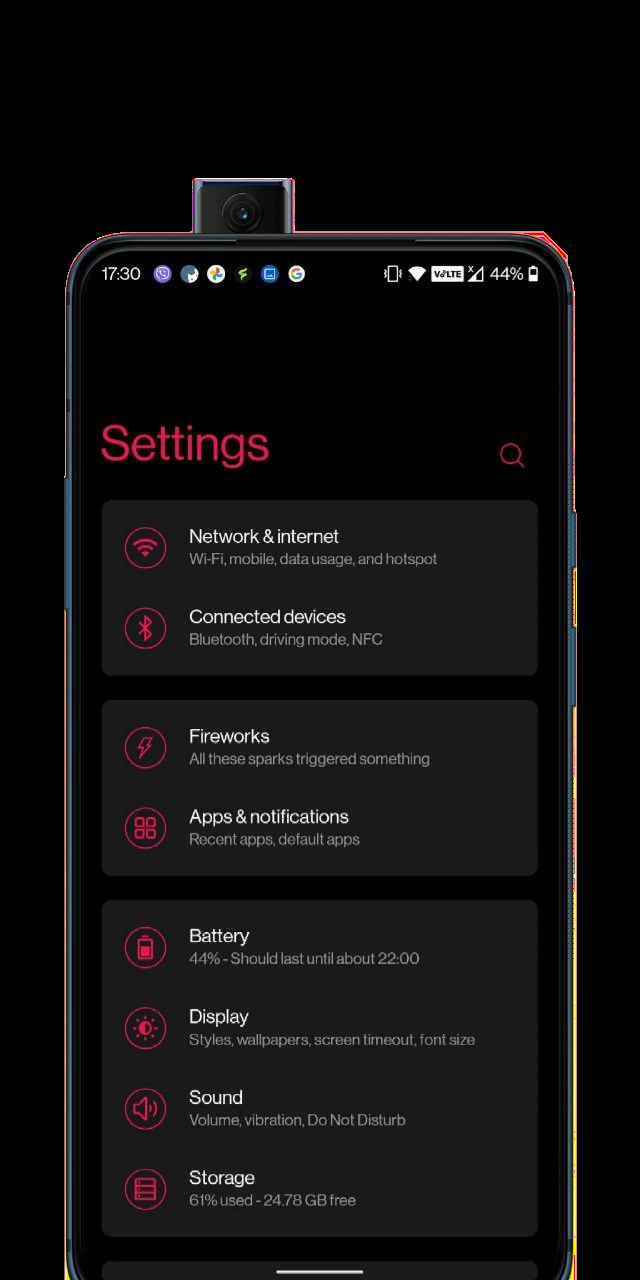 17:30 VoLTE X 44%
Settings
Network & internet
Wi-Fi, mobile, data usage, and hotspot
Connected devices
Bluetooth, driving mode, NFC
Fireworks
All these sparks triggered something
Apps & notifications
Recent apps, default apps
Battery
44% - Should last until about 22:00
Display
Styles, wallpapers, screen timeout, font size
Sound
Volume, vibration, Do Not Disturb
Storage
61% used - 24.78 GB free